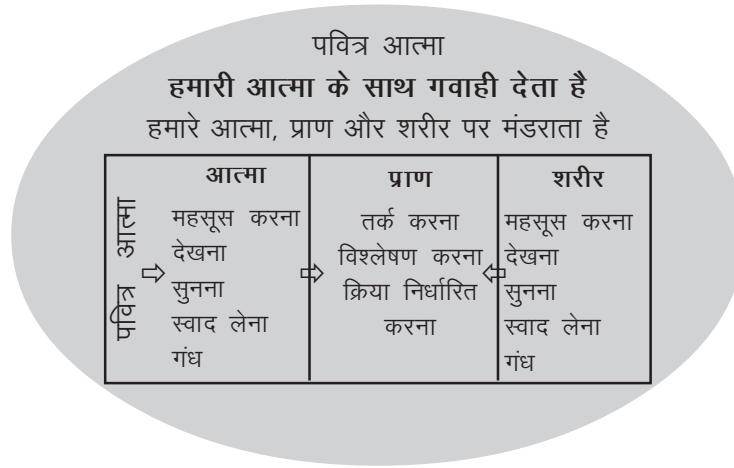 पवित्र आत्मा
हमारी आत्मा के साथ गवाही देता है
हमारे आत्मा, प्राण और शरीर पर मंडराता है
पवित्र आत्मा
आत्मा
महसूस करना
देखना
सुनना
स्वाद लेना
गंध
प्राण
तर्क करना
विश्लेषण करना
क्रिया निर्धारित
करना
शरीर
महसूस करना
देखना
सुनना
स्वाद लेना
गंध